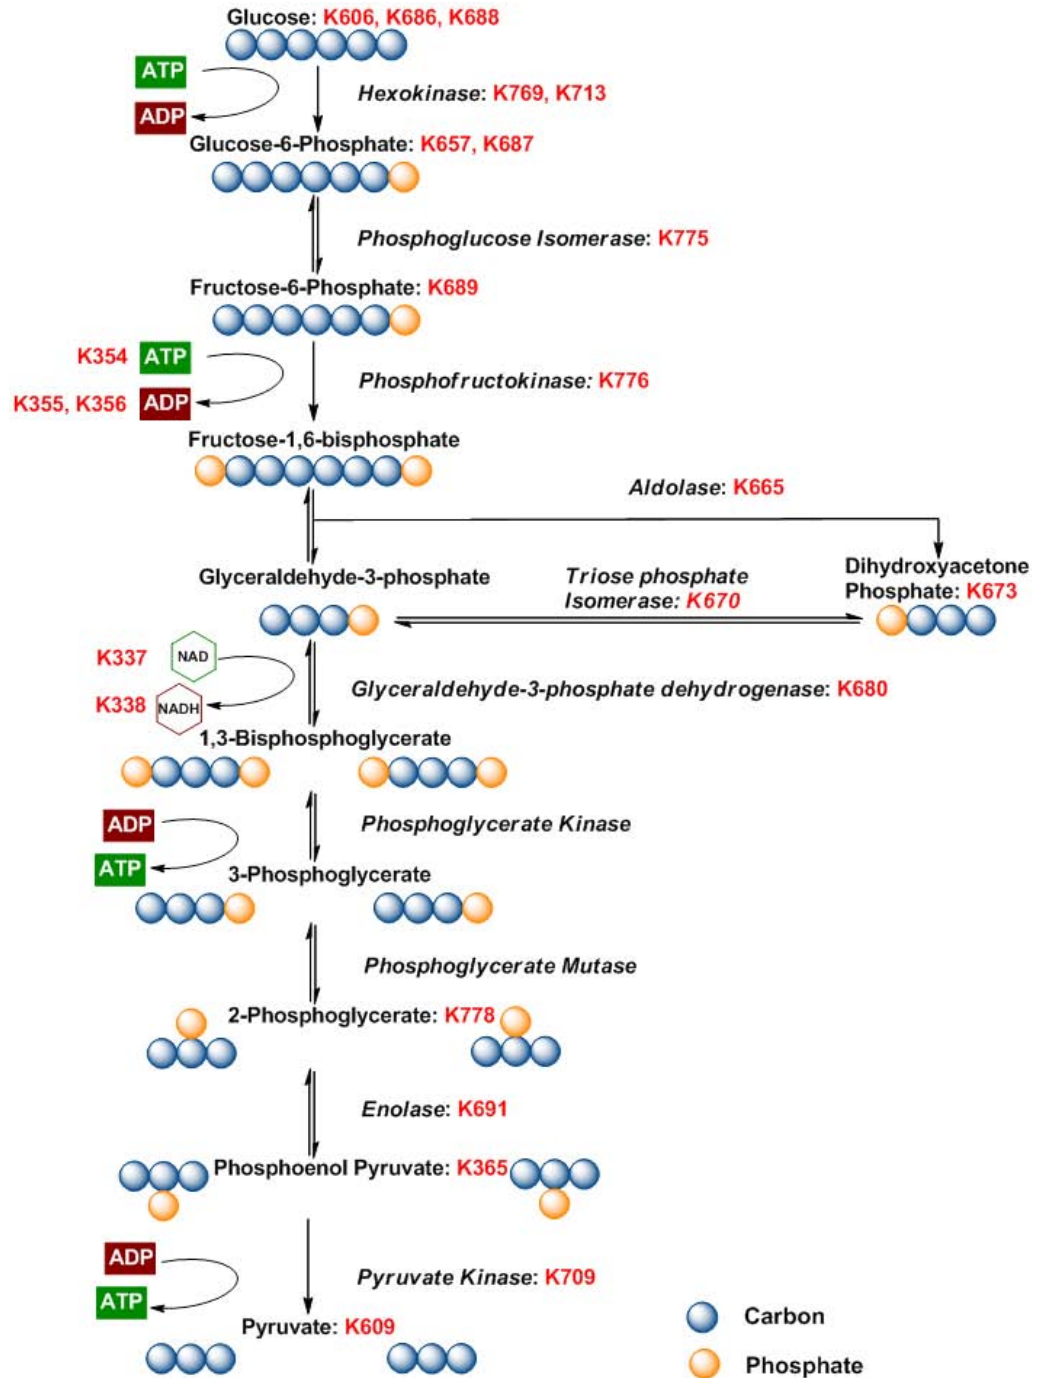 Glucose: K606, K686, K688
ATP
ADP
Hexokinase: K769, K713
Glucose-6-Phosphate: K657, K687
Phosphoglucose Isomerase: K775
Fructose-6-Phosphate: K689
K354 ATP
K355, K356 ADP
Phosphofructokinase: K776
Fructose-1,6-bisphosphate
Aldolase: K665
Glyceraldehyde-3-phosphate
Triose phosphate
Isomerase: K670
Dihydroxyacetone
Phosphate: K673
K337 NAD
K338 NADH
Glyceraldehyde-3-phosphate dehydrogenase: K680
1,3-Bisphosphoglycerate
ADP
ATP
Phosphoglycerate Kinase
3-Phosphoglycerate
Phosphoglycerate Mutase
2-Phosphoglycerate: K778
Enolase: K691
Phosphoenol Pyruvate: K365
ADP
ATP
Pyruvate Kinase: K709
Pyruvate: K609
Carbon
Phosphate